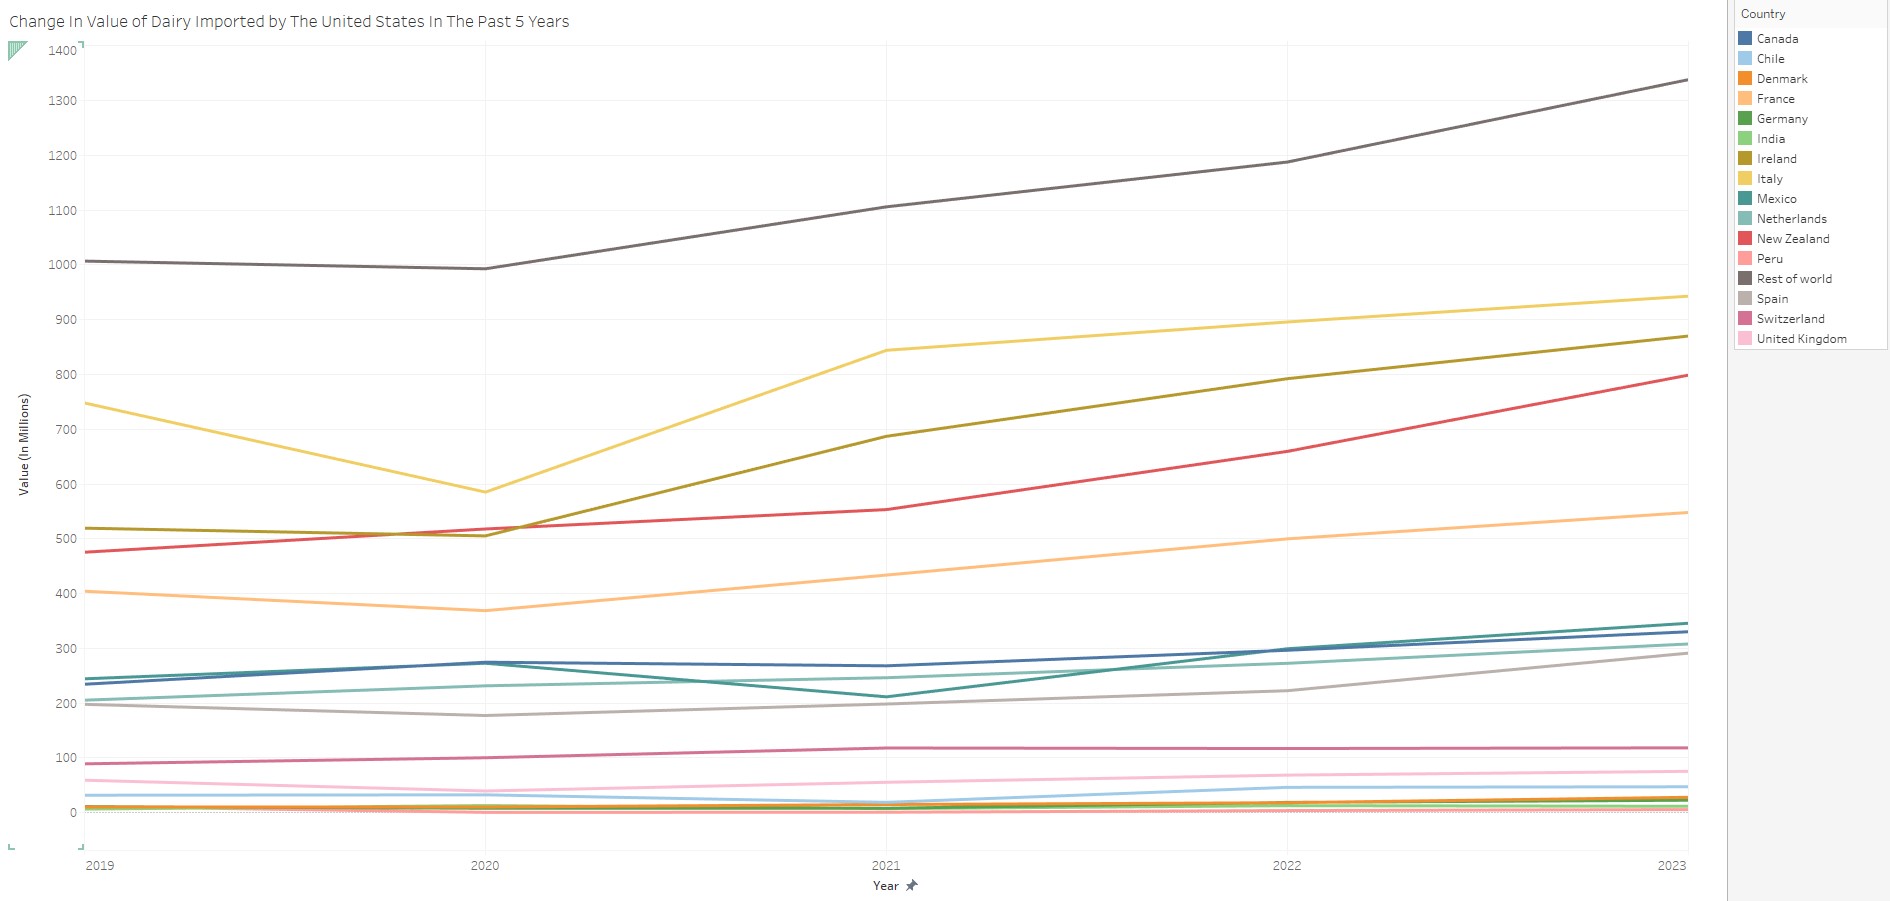 Change In Value of Dairy Imported by The United States In The Past 5 Years
1400
1300
1200
1100
1000
900
800
700
600
500
400
300
200
100
0
Value (In Millions)
2019 2020 2021 2022 2023
Year
Country
Canada
Chile
Denmark
France
Germany
India
Ireland
Italy
Mexico
Netherlands
New Zealand
Peru
Rest of world
Spain
Switzerland
United Kingdom